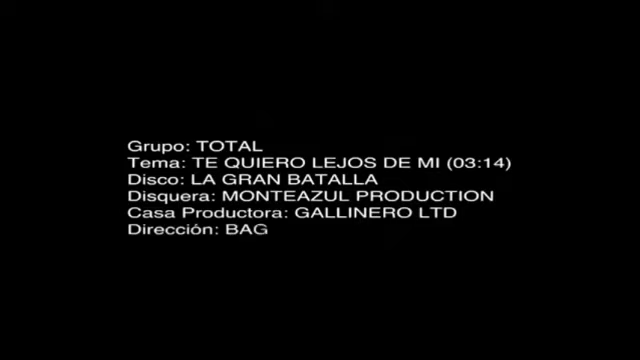 Grupo: TOTAL
Tema: TE QUIERO LEJOS DE MI (03:14)
Disco: LA GRAN BATALLA
Disquera: MONTEAZUL PRODUCTION
Casa Productora: GALLINERO LTD
Dirección: BAG